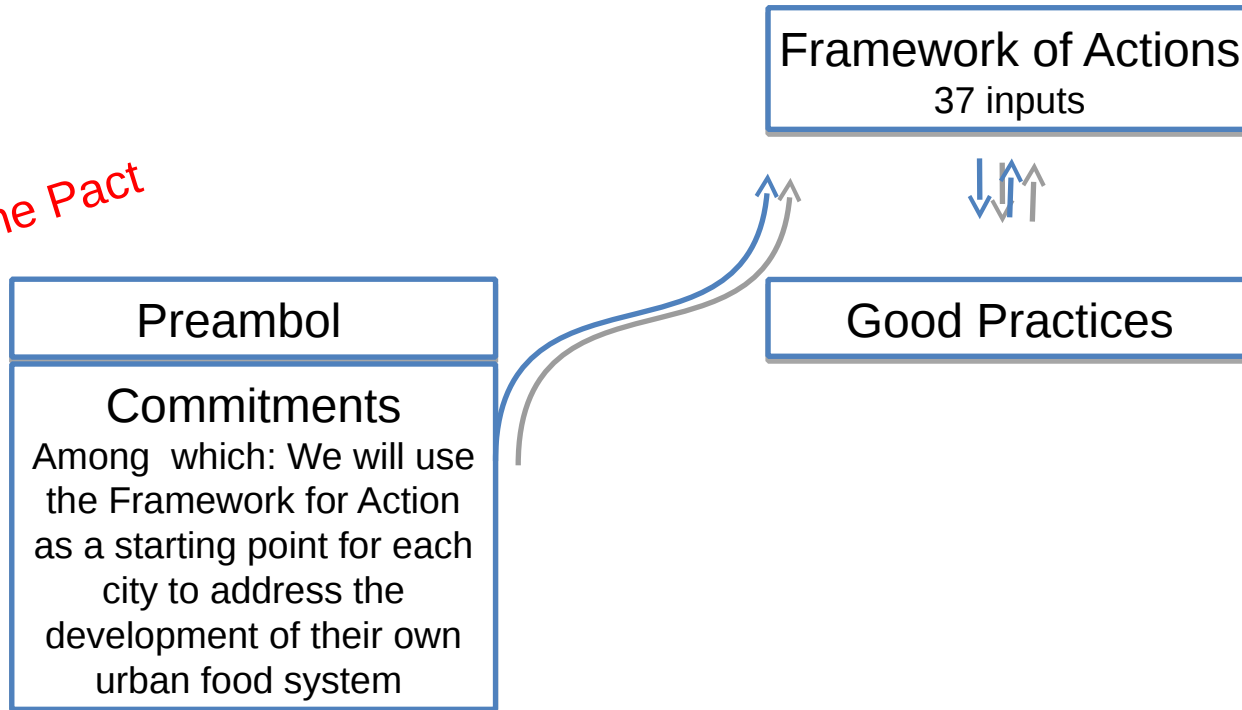 Framework of Actions
37 inputs
he Pact
Preambol
Good Practices
Commitments
Among which: We will use
the Framework for Action
as a starting point for each
city to address the
development of their own
urban food system